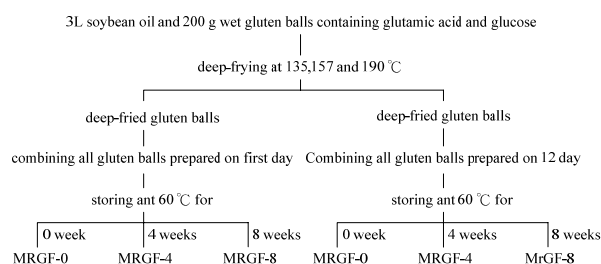 3L soybean oil and 200 g wet gluten balls containing glutamic acid and glucose
deep-frying at 135,157 and 190 ℃
deep-fried gluten balls
deep-fried gluten balls
combining all gluten balls prepared on first day
Combining all gluten balls prepared on 12 day
storing ant 60 ℃ for
storing ant 60 ℃ for
0 week 4 weeks 8 weeks 0 week 4 weeks 8 weeks
MRGF-0 MRGF-4 MRGF-8 MRGF-0 MRGF-4 MrGF-8